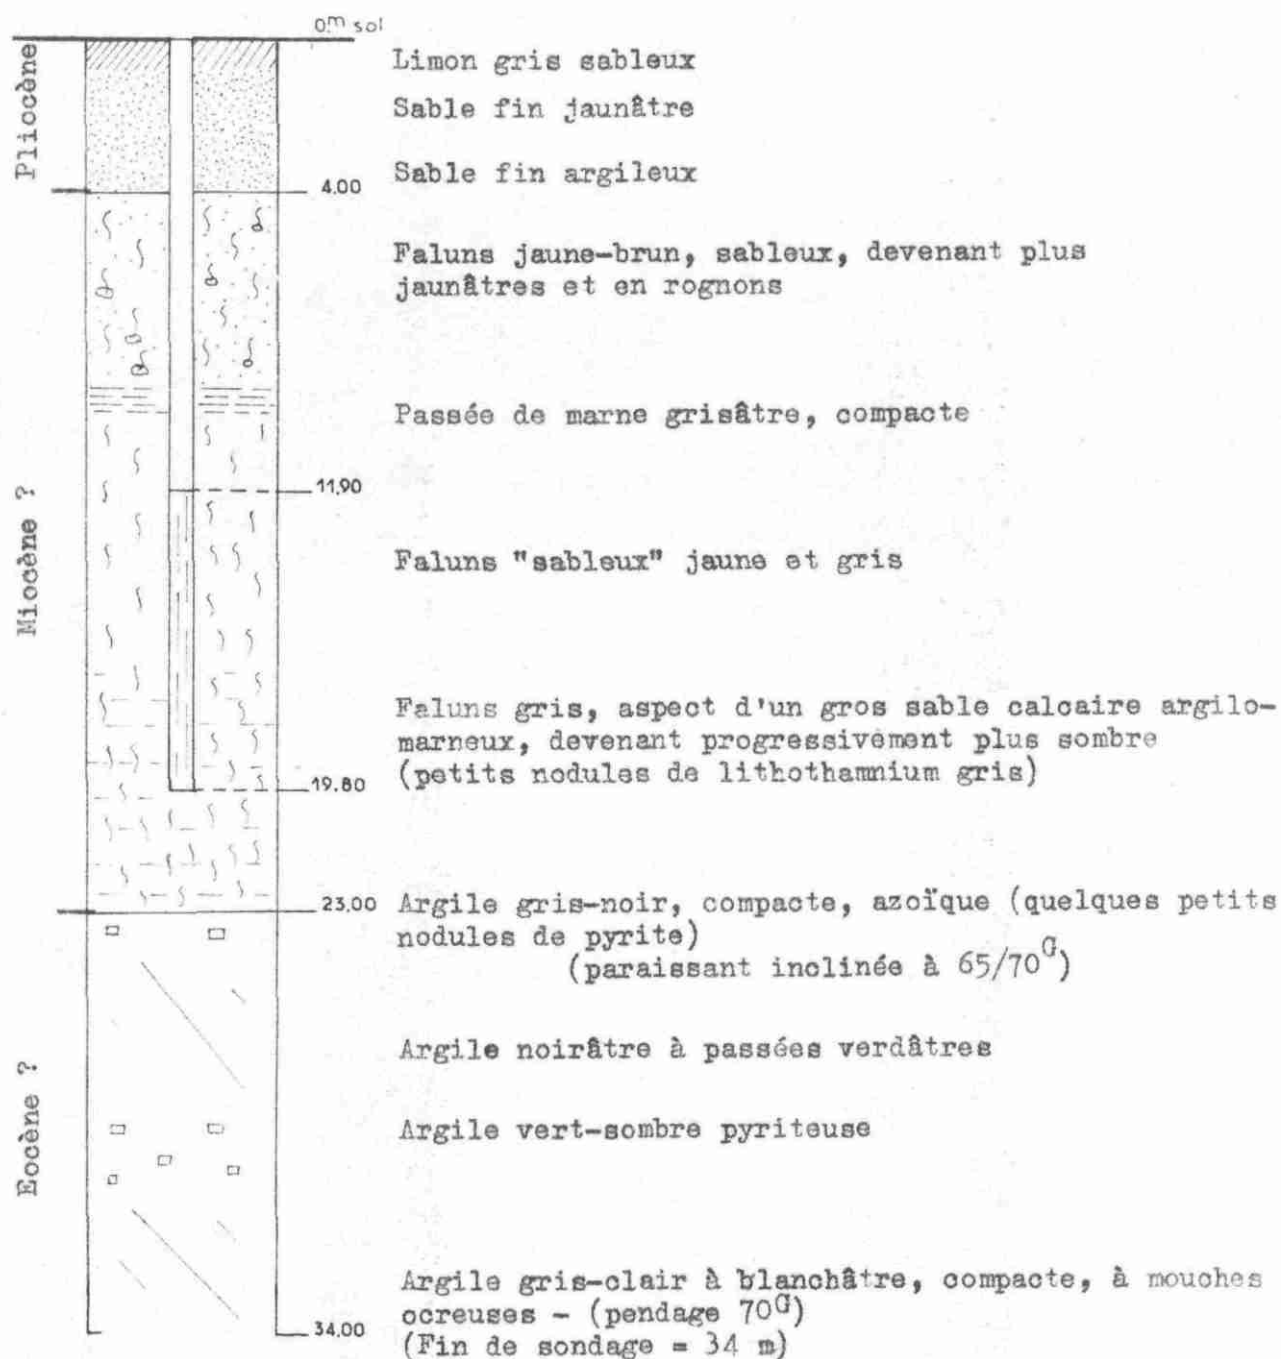 0m sol
Pliocène
Limon gris sableux
Sable fin jaunâtre
Sable fin argileux
4.00
Faluns jaune-brun, sableux, devenant plus
jaunâtres et en rognons
Passée de marne grisâtre, compacte
11,90
Miocène ?
Faluns "sableux" jaune et gris
Faluns gris, aspect d'un gros sable calcaire argilo-
marneux, devenant progressivement plus sombre
(petits nodules de lithothamnium gris)
19.80
23,00
Argile gris-noir, compacte, azoïque (quelques petits
nodules de pyrite)
(paraissant inclinée à 65/70G)
Argile noirâtre à passées verdâtres
Eocène ?
Argile vert-sombre pyriteuse
Argile gris-clair à blanchâtre, compacte, à mouches
ocreuses - (pendage 70G)
34,00
(Fin de sondage = 34 m)